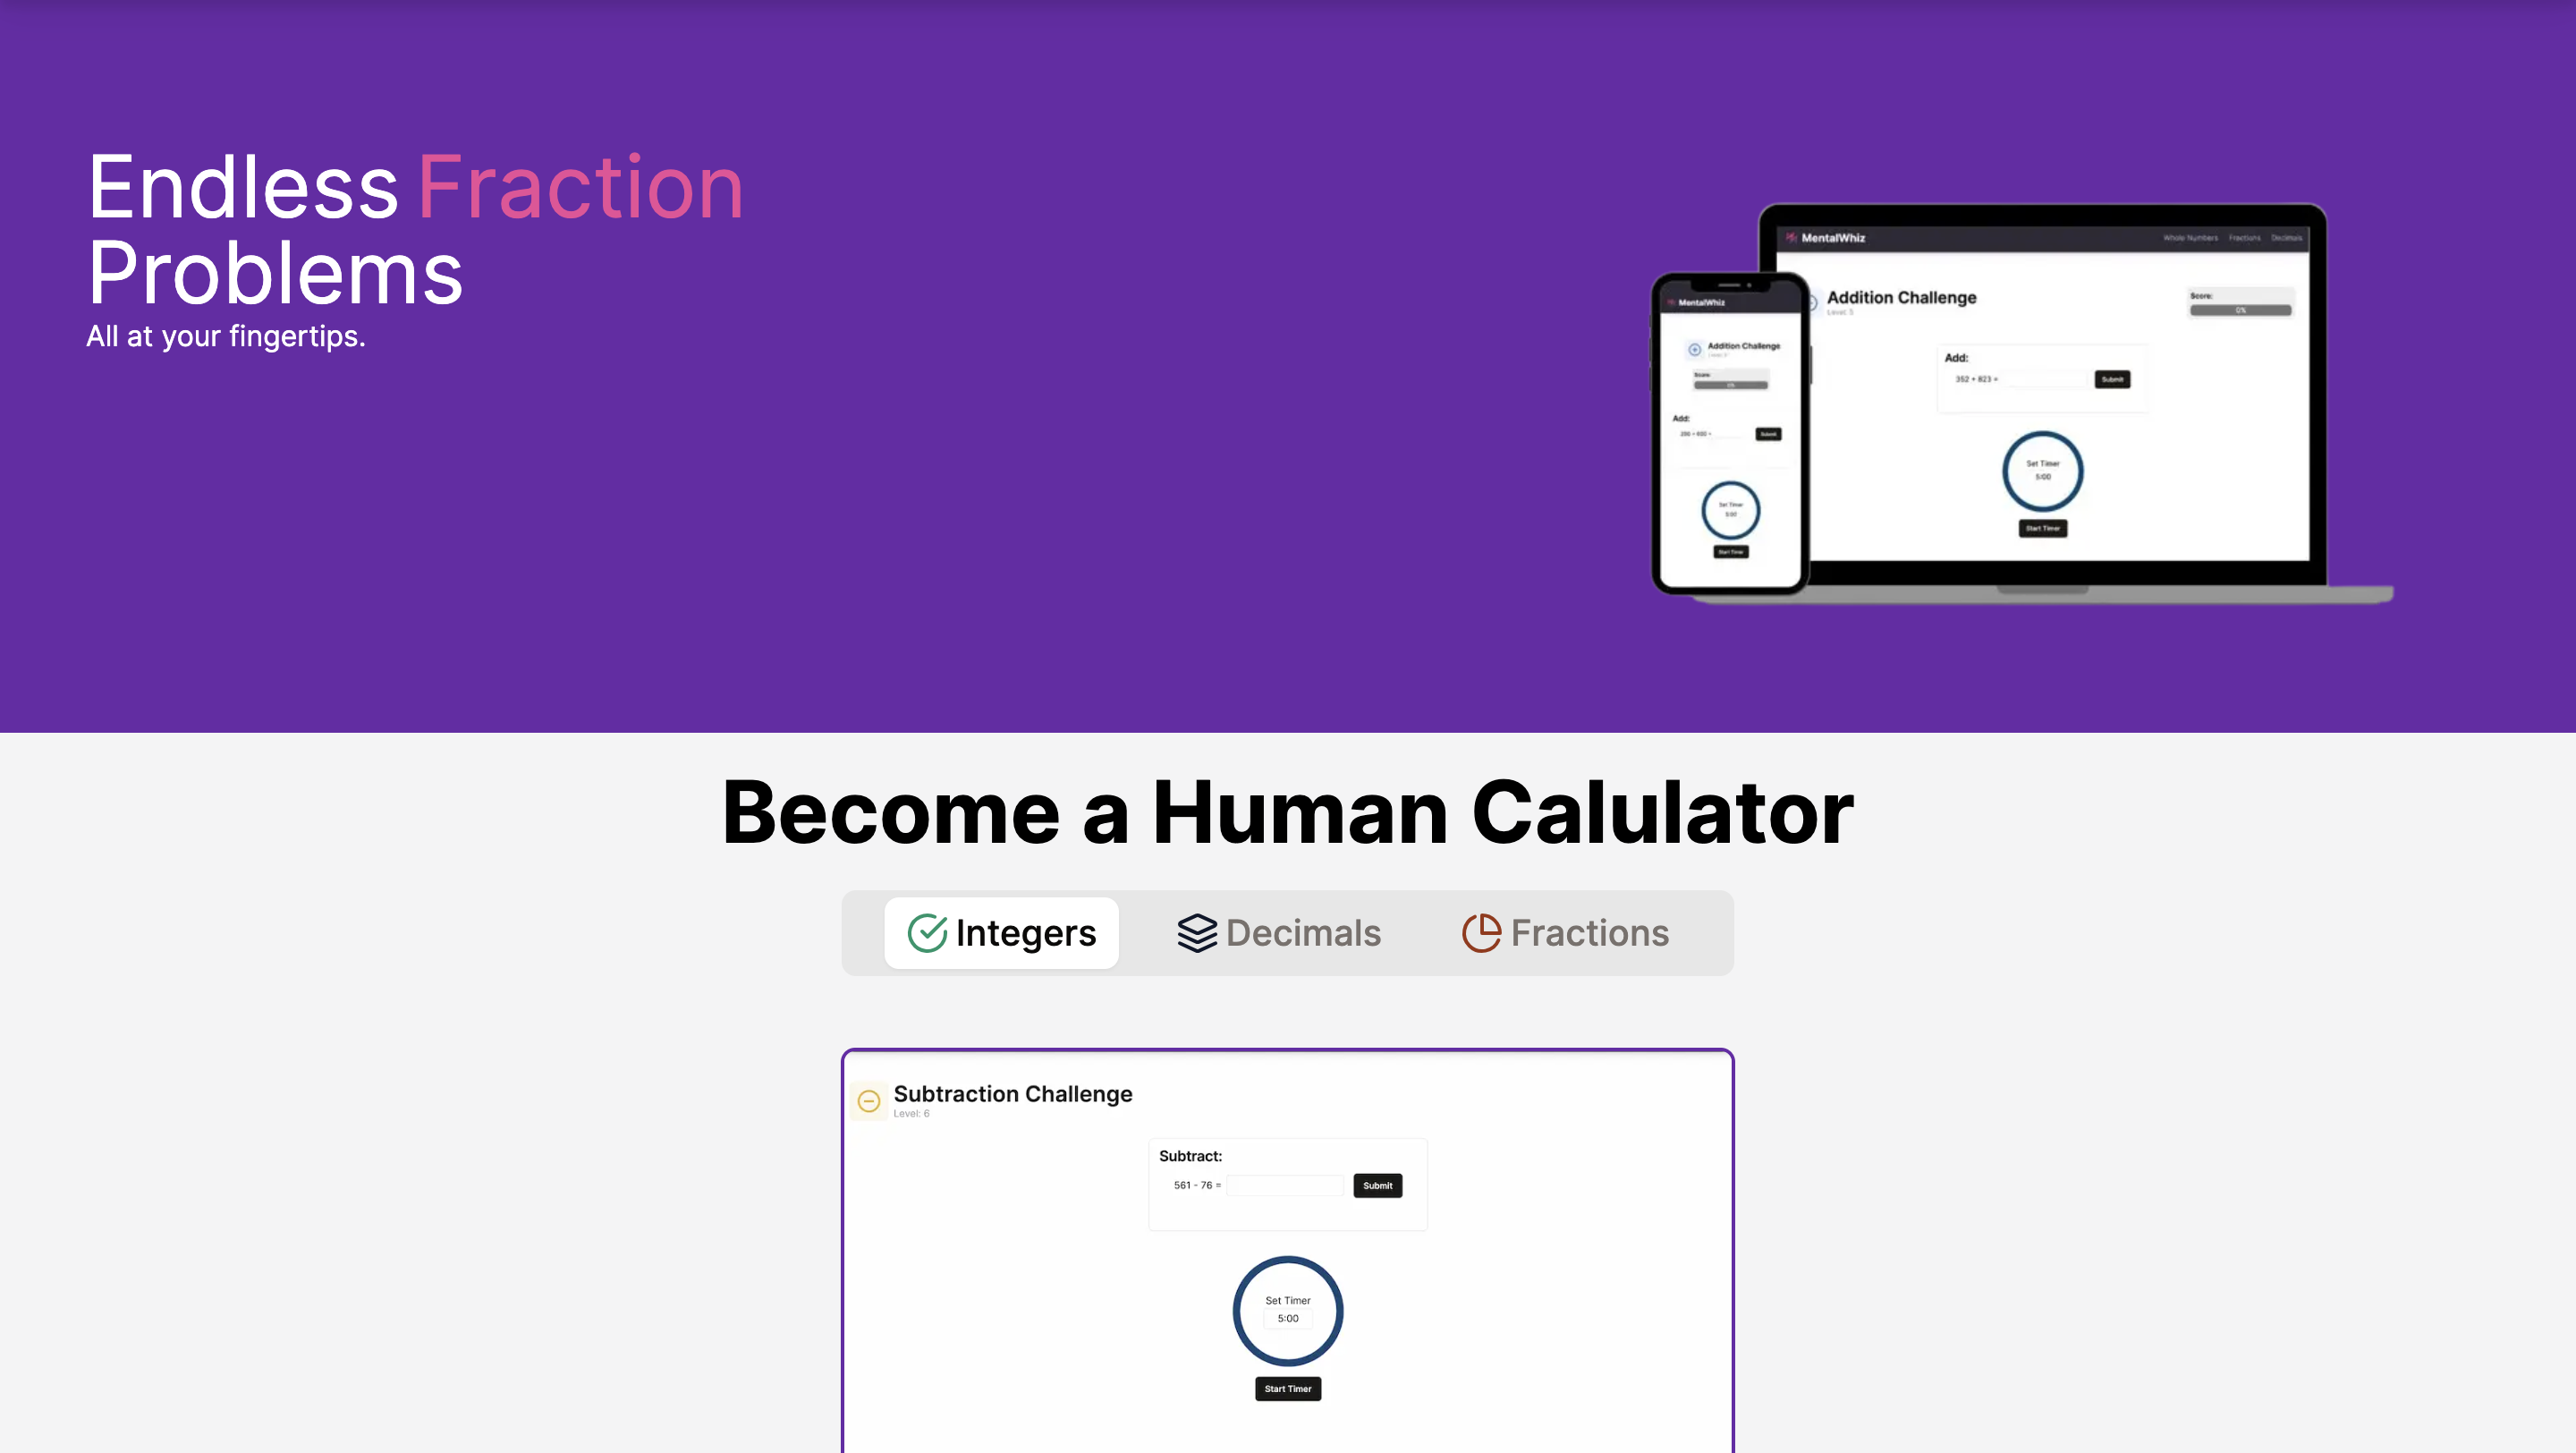 Endless Fraction
Problems
All at your fingertips.
MentalWhiz
Whole Numbers Fractions Decimals
Addition Challenge
Level: 5
Score:
0%
Add:
352 + 823 =
Submit
Set Timer
5:00
Start Timer
MentalWhiz
Addition Challenge
Score:
0%
Add:
Submit
Set Timer
5:00
Start Timer
Become a Human Calulator
Integers
Decimals
Fractions
Subtraction Challenge
Level: 6
Subtract:
561 - 76 =
Submit
Set Timer
5:00
Start Timer